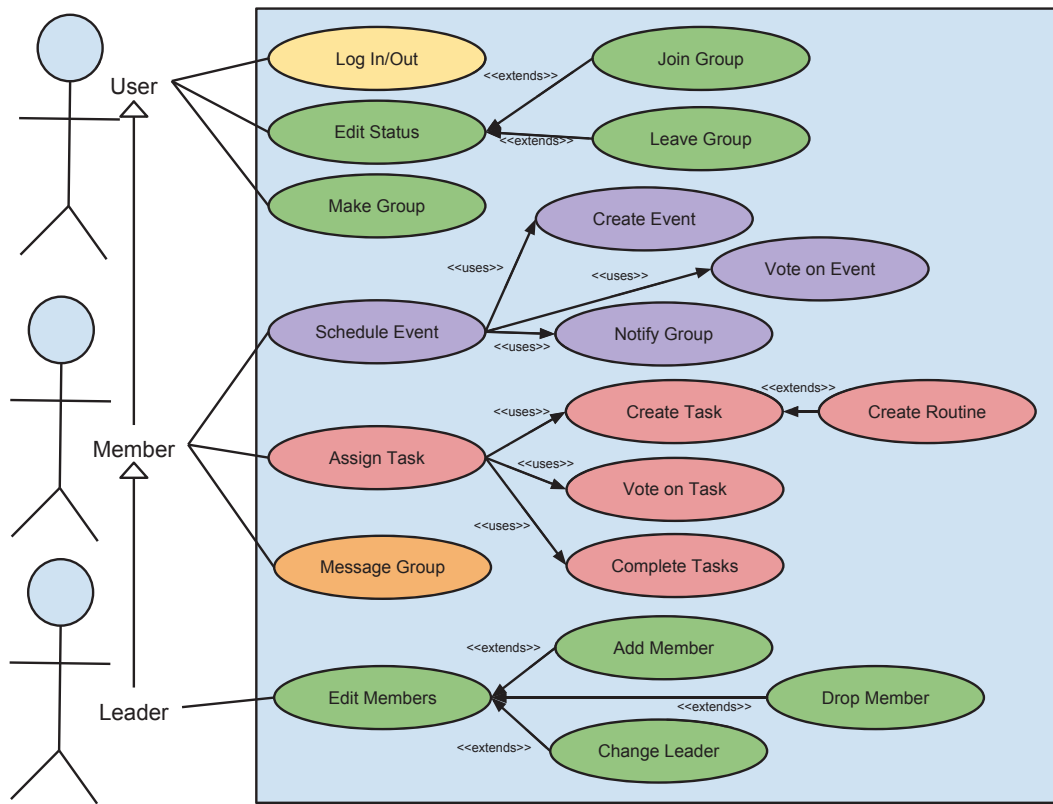 User
Log In/Out
<<extends>>
Join Group
Edit Status
<<extends>>
Leave Group
Make Group
Create Event
<<uses>>
<<uses>>
Vote on Event
Schedule Event
<<uses>>
Notify Group
Member
Assign Task
<<uses>>
Create Task
<<extends>>
Create Routine
<<uses>>
Vote on Task
<<uses>>
Complete Tasks
Message Group
Leader
Edit Members
<<extends>>
Add Member
<<extends>>
Drop Member
<<extends>>
Change Leader